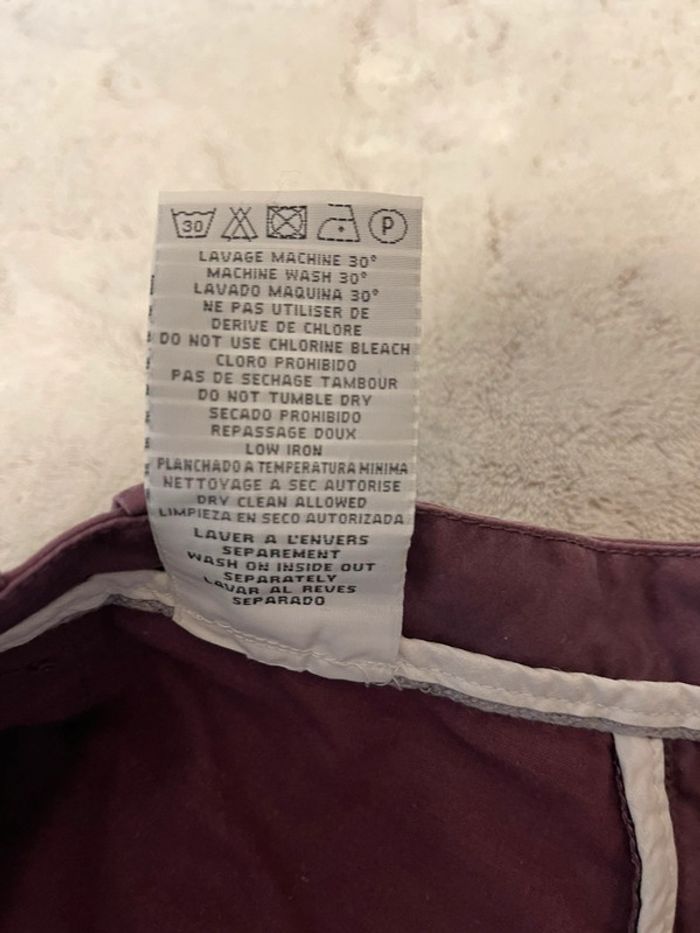 30 P
LAVAGE MACHINE 30°
MACHINE WASH 30°
LAVADO MAQUINA 30°
NE PAS UTILISER DE
DERIVE DE CHLORE
DO NOT USE CHLORINE BLEACH
CLORO PROHIBIDO
PAS DE SECHAGE TAMBOUR
DO NOT TUMBLE DRY
SECADO PROHIBIDO
REPASSAGE DOUX
LOW IRON
PLANCHADO A TEMPERATURA MINIMA
NETTOYAGE A SEC AUTORISE
DRY CLEAN ALLOWED
LIMPIEZA EN SECO AUTORIZADA
LAVER A L'ENVERS
SEPAREMENT
WASH ON INSIDE OUT
SEPARATELY
LAVAR AL REVES
SEPARADO